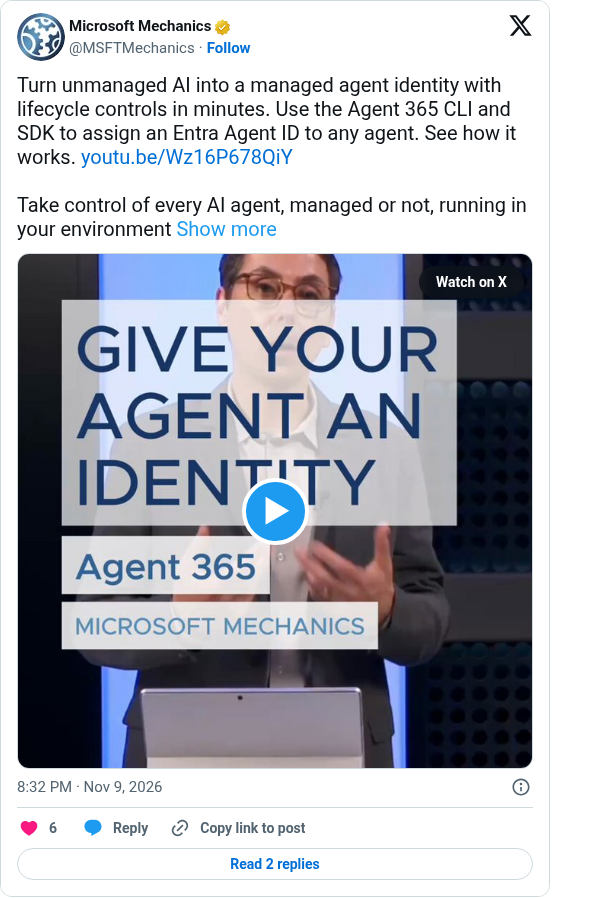 Microsoft Mechanics
@MSFTMechanics · Follow
Turn unmanaged AI into a managed agent identity with
lifecycle controls in minutes. Use the Agent 365 CLI and
SDK to assign an Entra Agent ID to any agent. See how it
works. youtu.be/Wz16P678QiY
Take control of every AI agent, managed or not, running in
your environment Show more
Watch on X
GIVE YOUR
AGENT AN
IDENTITY
Agent 365
MICROSOFT MECHANICS
8:32 PM · Nov 9, 2026
6 Reply Copy link to post
Read 2 replies